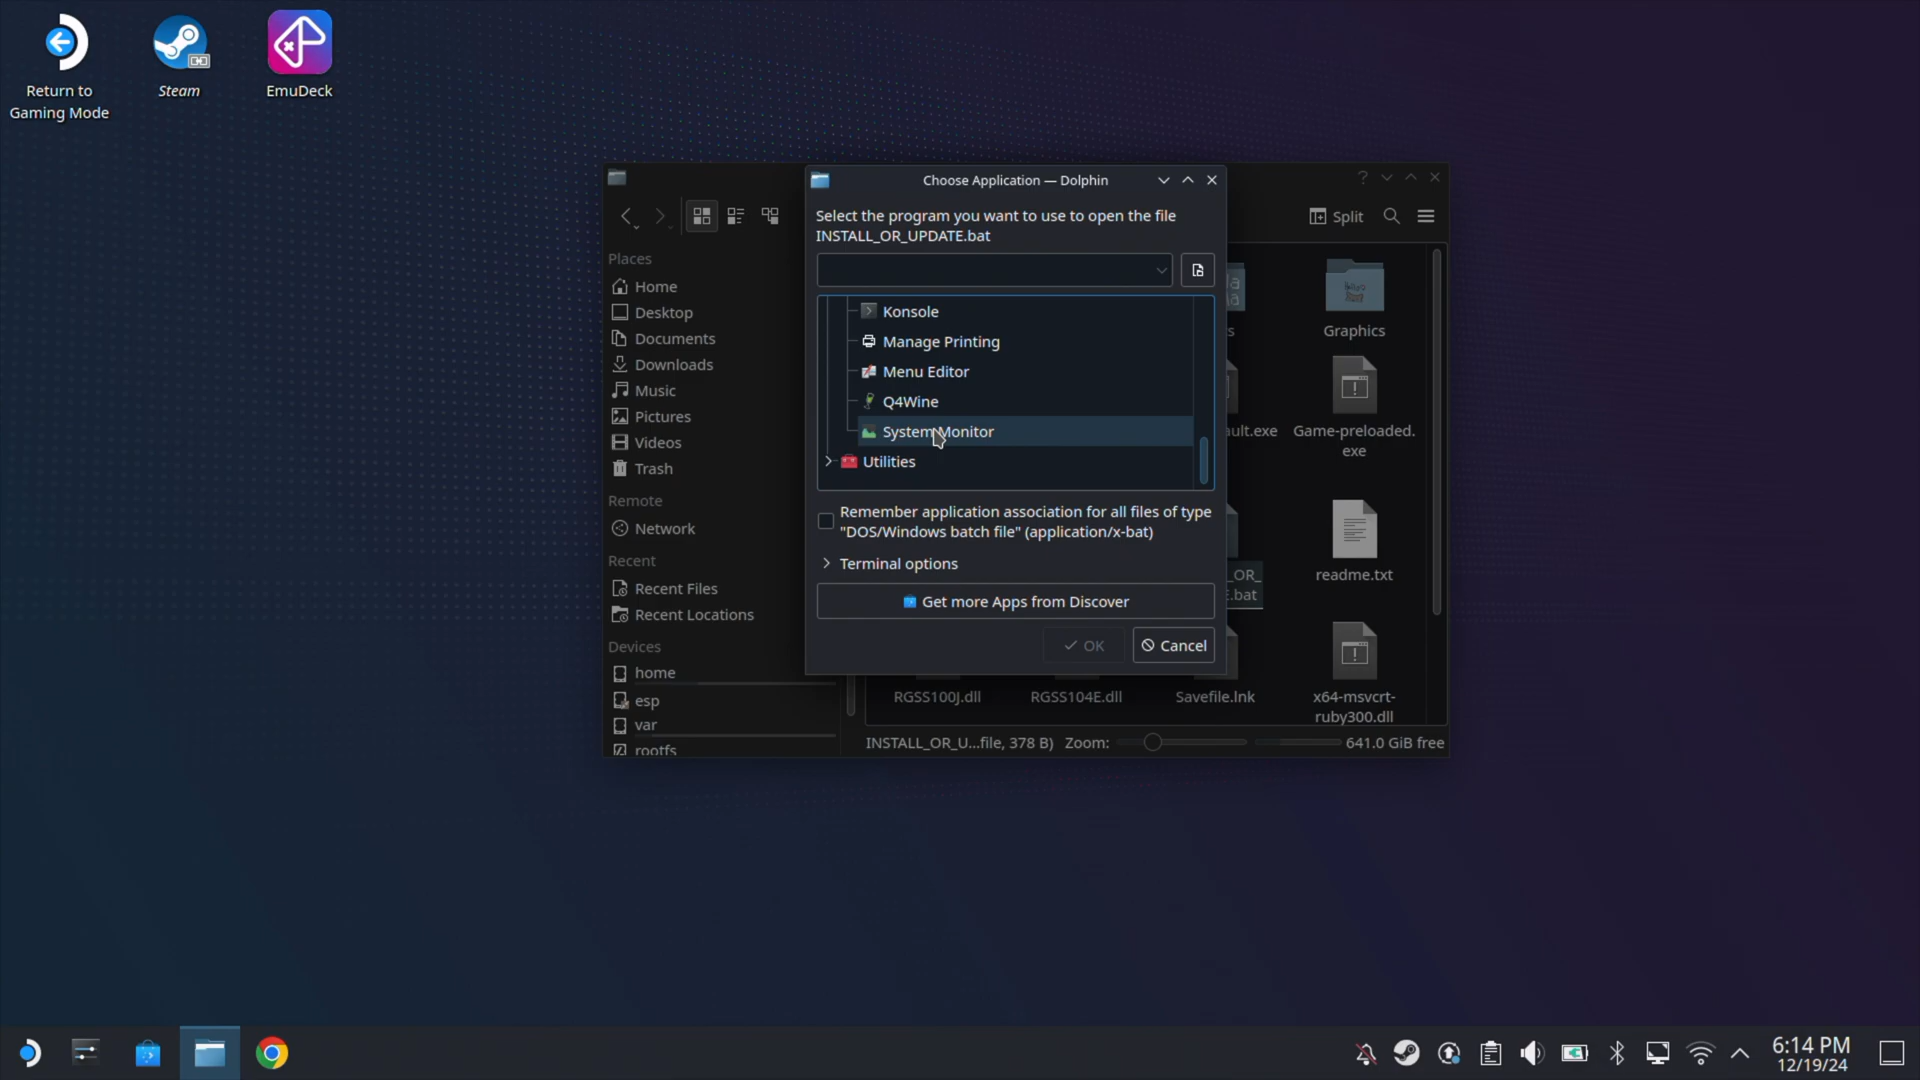 Return to
Gaming Mode
Steam
EmuDeck
Choose Application — Dolphin
Select the program you want to use to open the file
INSTALL_OR_UPDATE.bat
Konsole
Manage Printing
Menu Editor
Q4Wine
System Monitor
Utilities
Remember application association for all files of type
"DOS/Windows batch file" (application/x-bat)
Terminal options
Get more Apps from Discover
OK
Cancel
Split
Places
Home
Desktop
Documents
Downloads
Music
Pictures
Videos
Trash
Remote
Network
Recent
Recent Files
Recent Locations
Devices
home
esp
var
rootfs
Graphics
ult.exe
Game-preloaded.
exe
_OR_
E.bat
readme.txt
RGSS100J.dll
RGSS104E.dll
Savefile.lnk
x64-msvcrt-
ruby300.dll
INSTALL_OR_U...file, 378 B)
Zoom:
641.0 GiB free
6:14 PM
12/19/24